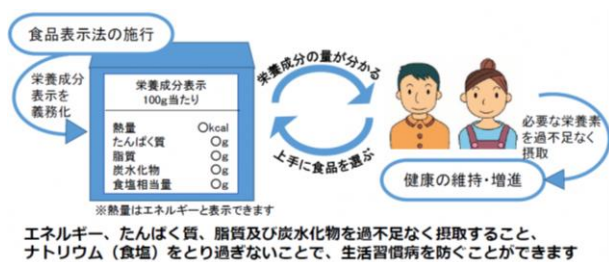 食品表示法の施行
栄養成分
表示を
義務化
栄養成分表示
100g当たり
熱量 〇kcal
たんぱく質 〇g
脂質 〇g
炭水化物 〇g
食塩相当量 〇g
※熱量はエネルギーと表示できます
栄養成分の量が分かる
上手に食品を選ぶ
必要な栄養素
を過不足なく
摂取
健康の維持・増進
エネルギー、たんぱく質、脂質及び炭水化物を過不足なく摂取すること、
ナトリウム（食塩）をとり過ぎないことで、生活習慣病を防ぐことができます